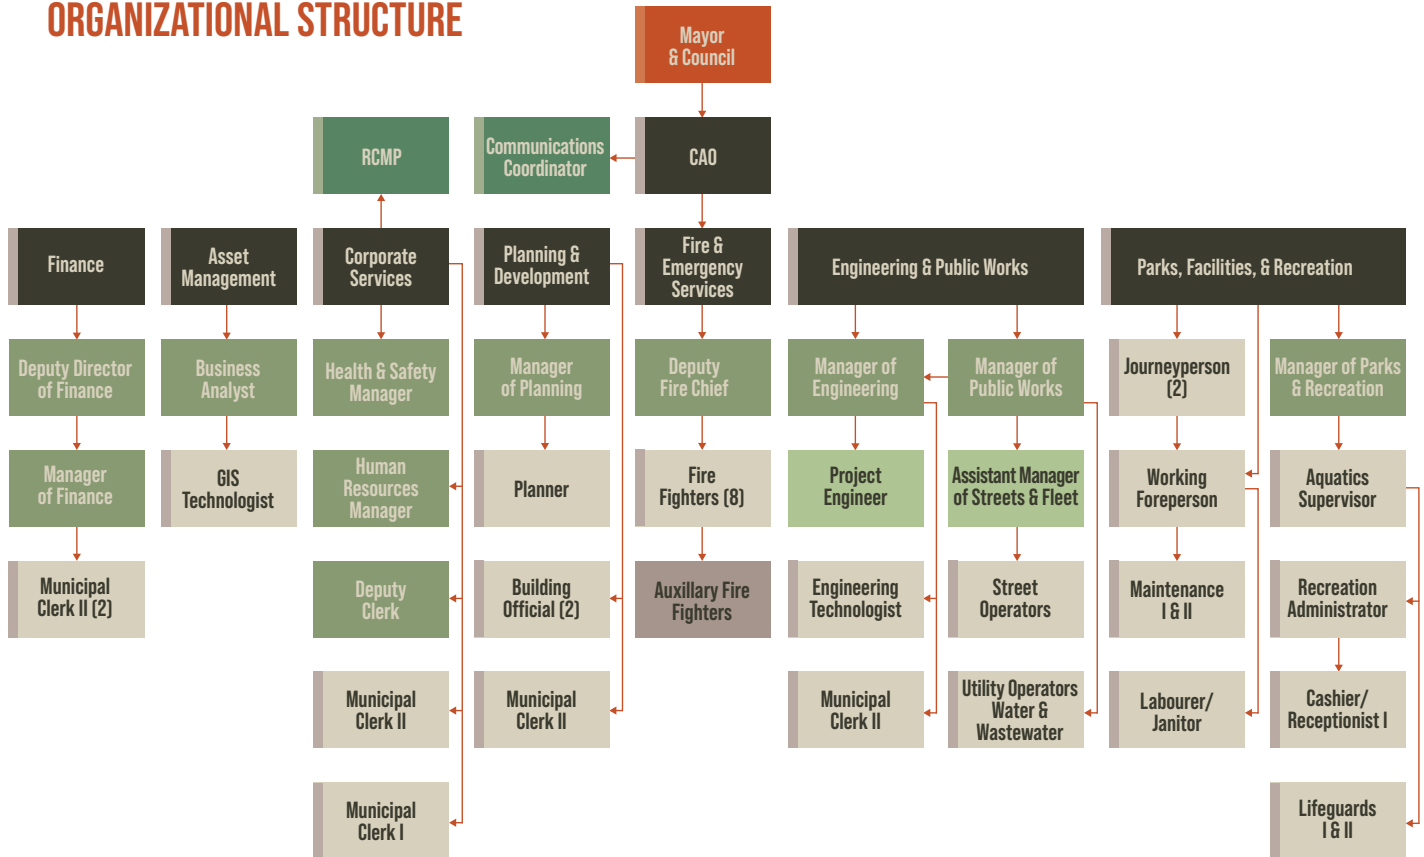 ORGANIZATIONAL STRUCTURE
Mayor
& Council
RCMP
Communications
Coordinator
CAO
Finance
Asset
Management
Corporate
Services
Planning &
Development
Fire &
Emergency
Services
Engineering & Public Works
Parks, Facilities, & Recreation
Deputy Director
of Finance
Business
Analyst
Health & Safety
Manager
Manager
of Planning
Deputy
Fire Chief
Manager of
Engineering
Manager of
Public Works
Journeyperson
(2)
Manager of Parks
& Recreation
Manager
of Finance
GIS
Technologist
Human
Resources
Manager
Planner
Fire
Fighters (8)
Project
Engineer
Assistant Manager
of Streets & Fleet
Working
Foreperson
Aquatics
Supervisor
Municipal
Clerk II (2)
Deputy
Clerk
Building
Official (2)
Auxillary Fire
Fighters
Engineering
Technologist
Street
Operators
Maintenance
I & II
Recreation
Administrator
Municipal
Clerk II
Municipal
Clerk II
Municipal
Clerk II
Utility Operators
Water &
Wastewater
Labourer/
Janitor
Cashier/
Receptionist I
Municipal
Clerk I
Lifeguards
I & II